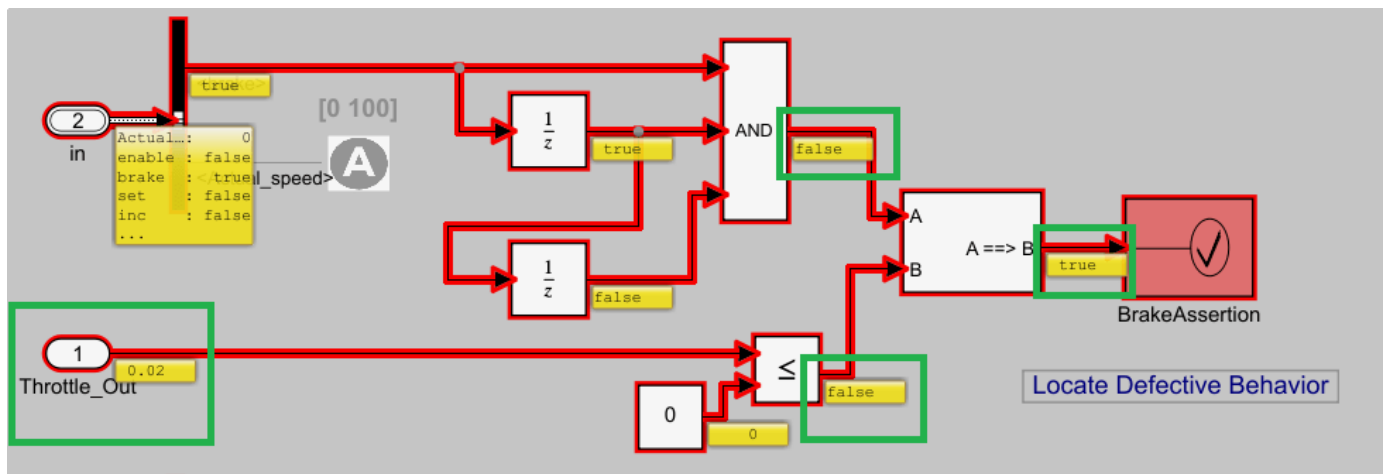 true
[0 100]
2
in
A
Actual…: 0
enable : false
brake : true
set : false
inc : false
...
_speed>
1
z
true
AND
false
1
z
false
A
B
A ==> B
true
BrakeAssertion
1
Throttle_Out
0.02
≤
false
0
0
Locate Defective Behavior